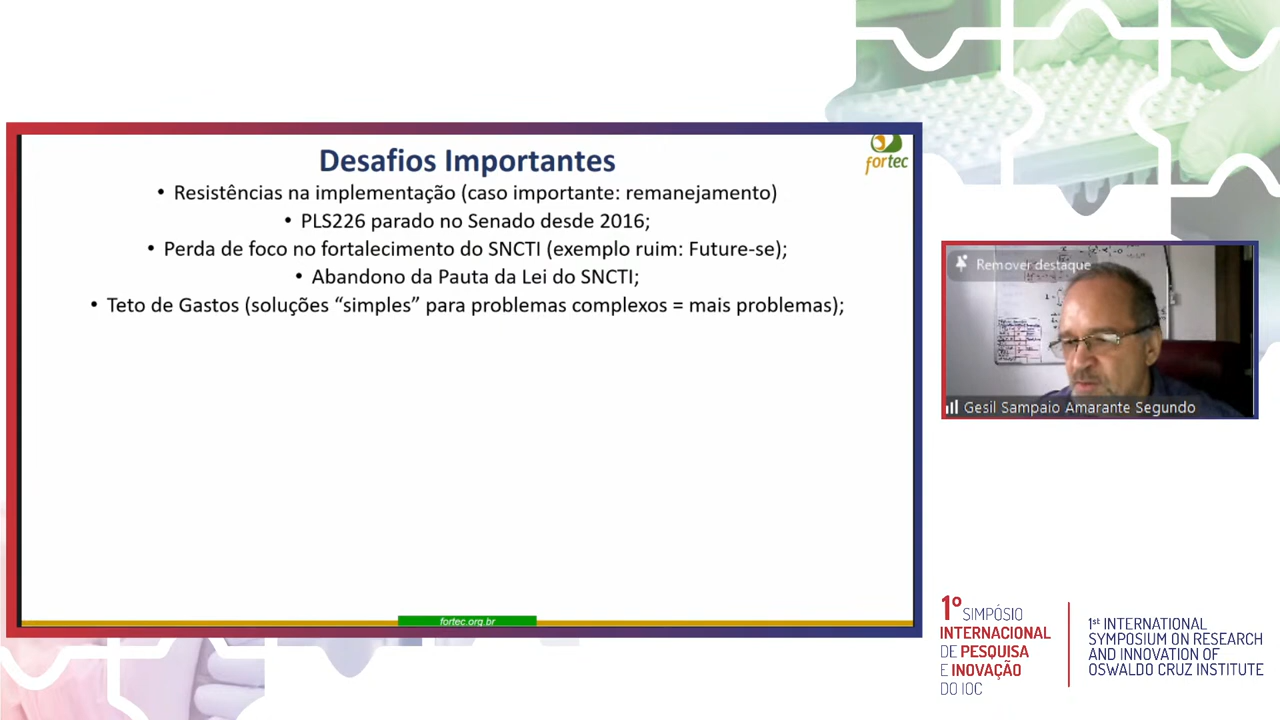 Desafios Importantes
fortec
• Resistências na implementação (caso importante: remanejamento)
• PLS226 parado no Senado desde 2016;
• Perda de foco no fortalecimento do SNCTI (exemplo ruim: Future-se);
• Abandono da Pauta da Lei do SNCTI;
• Teto de Gastos (soluções “simples” para problemas complexos = mais problemas);
fortec.org.br
Remover destaque
Gesil Sampaio Amarante Segundo
1º SIMPÓSIO
INTERNACIONAL
DE PESQUISA
E INOVAÇÃO
DO IOC
1st INTERNATIONAL
SYMPOSIUM ON RESEARCH
AND INNOVATION OF
OSWALDO CRUZ INSTITUTE